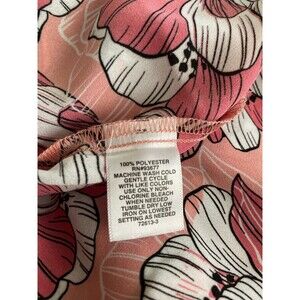 100% POLYESTER
RN#93677
MACHINE WASH COLD
GENTLE CYCLE
WITH LIKE COLORS
USE ONLY NON-
CHLORINE BLEACH
WHEN NEEDED
TUMBLE DRY LOW
IRON ON LOWEST
SETTING AS NEEDED
72613-3